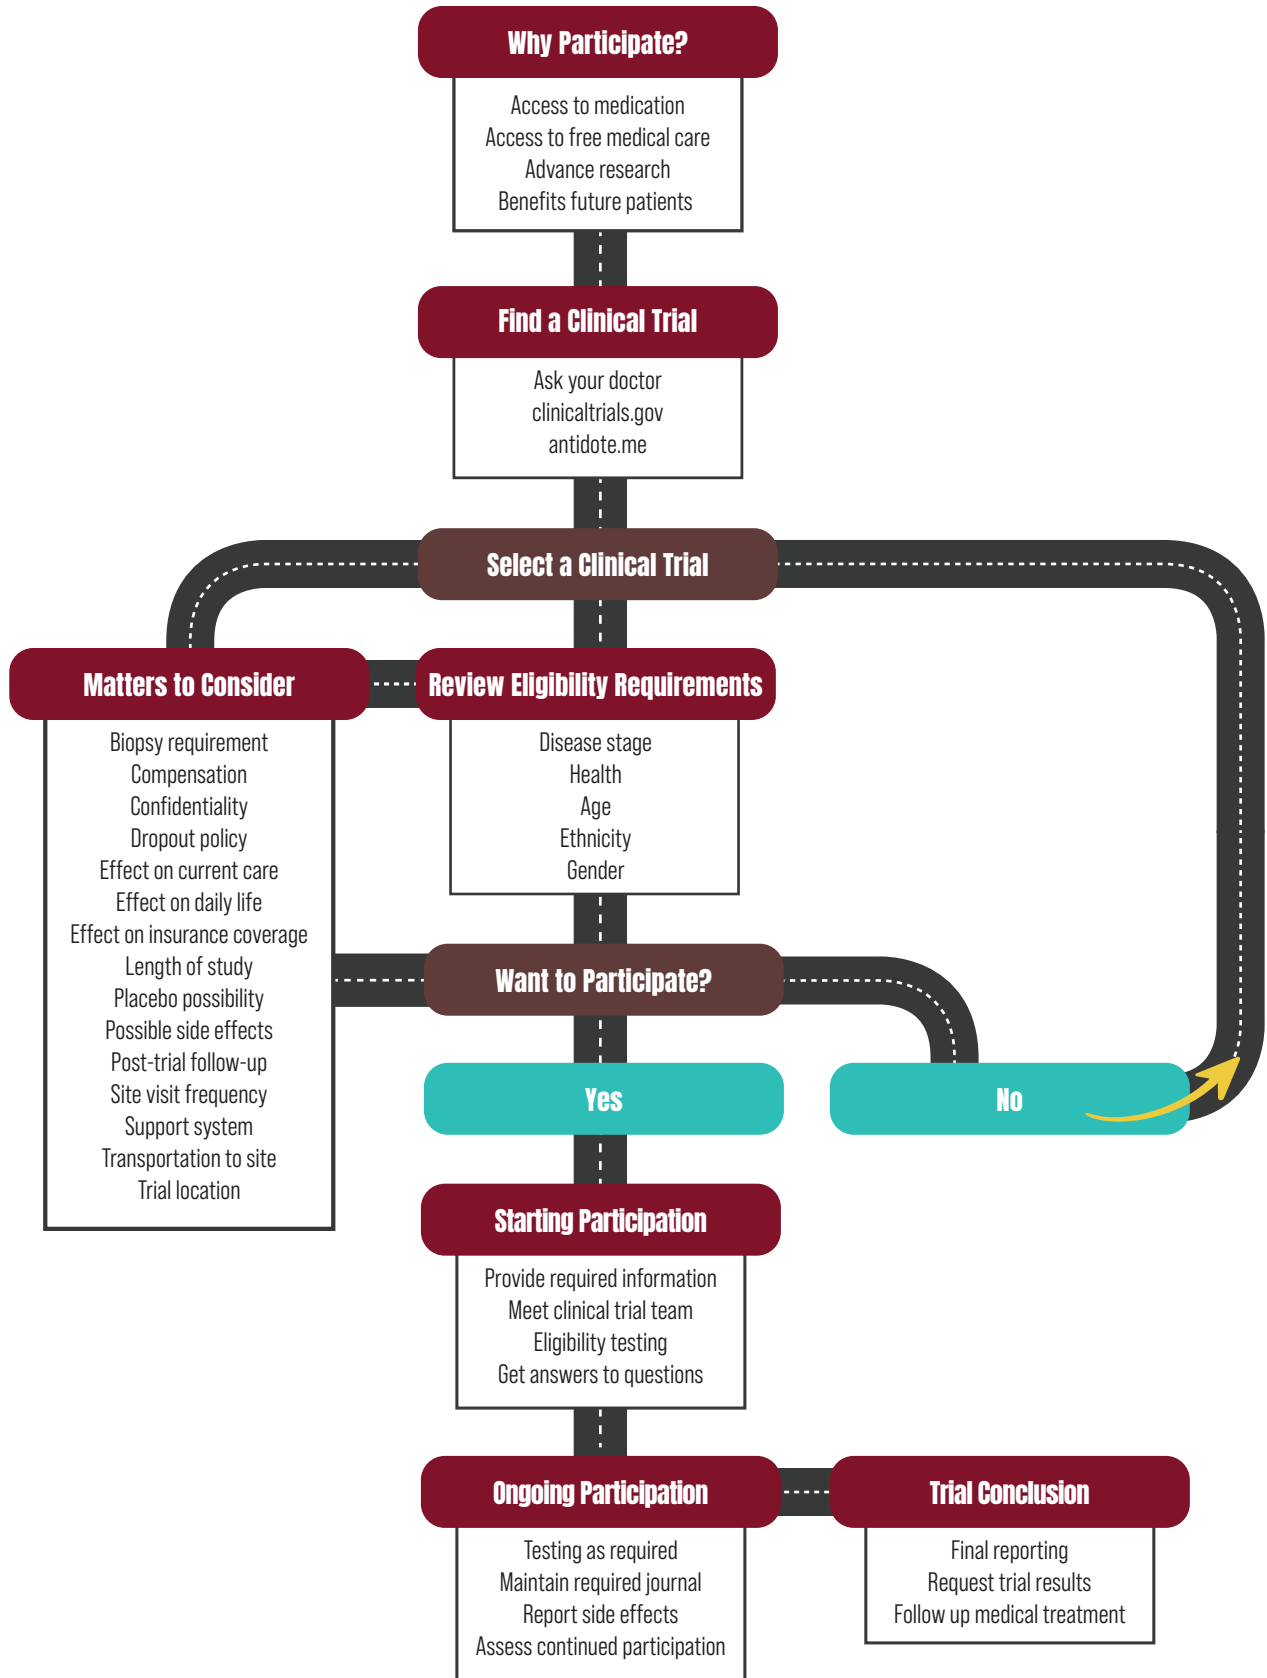 Why Participate?
Access to medication
Access to free medical care
Advance research
Benefits future patients
Find a Clinical Trial
Ask your doctor
clinicaltrials.gov
antidote.me
Select a Clinical Trial
Matters to Consider
Biopsy requirement
Compensation
Confidentiality
Dropout policy
Effect on current care
Effect on daily life
Effect on insurance coverage
Length of study
Placebo possibility
Possible side effects
Post-trial follow-up
Site visit frequency
Support system
Transportation to site
Trial location
Review Eligibility Requirements
Disease stage
Health
Age
Ethnicity
Gender
Want to Participate?
Yes
No
Starting Participation
Provide required information
Meet clinical trial team
Eligibility testing
Get answers to questions
Ongoing Participation
Testing as required
Maintain required journal
Report side effects
Assess continued participation
Trial Conclusion
Final reporting
Request trial results
Follow up medical treatment